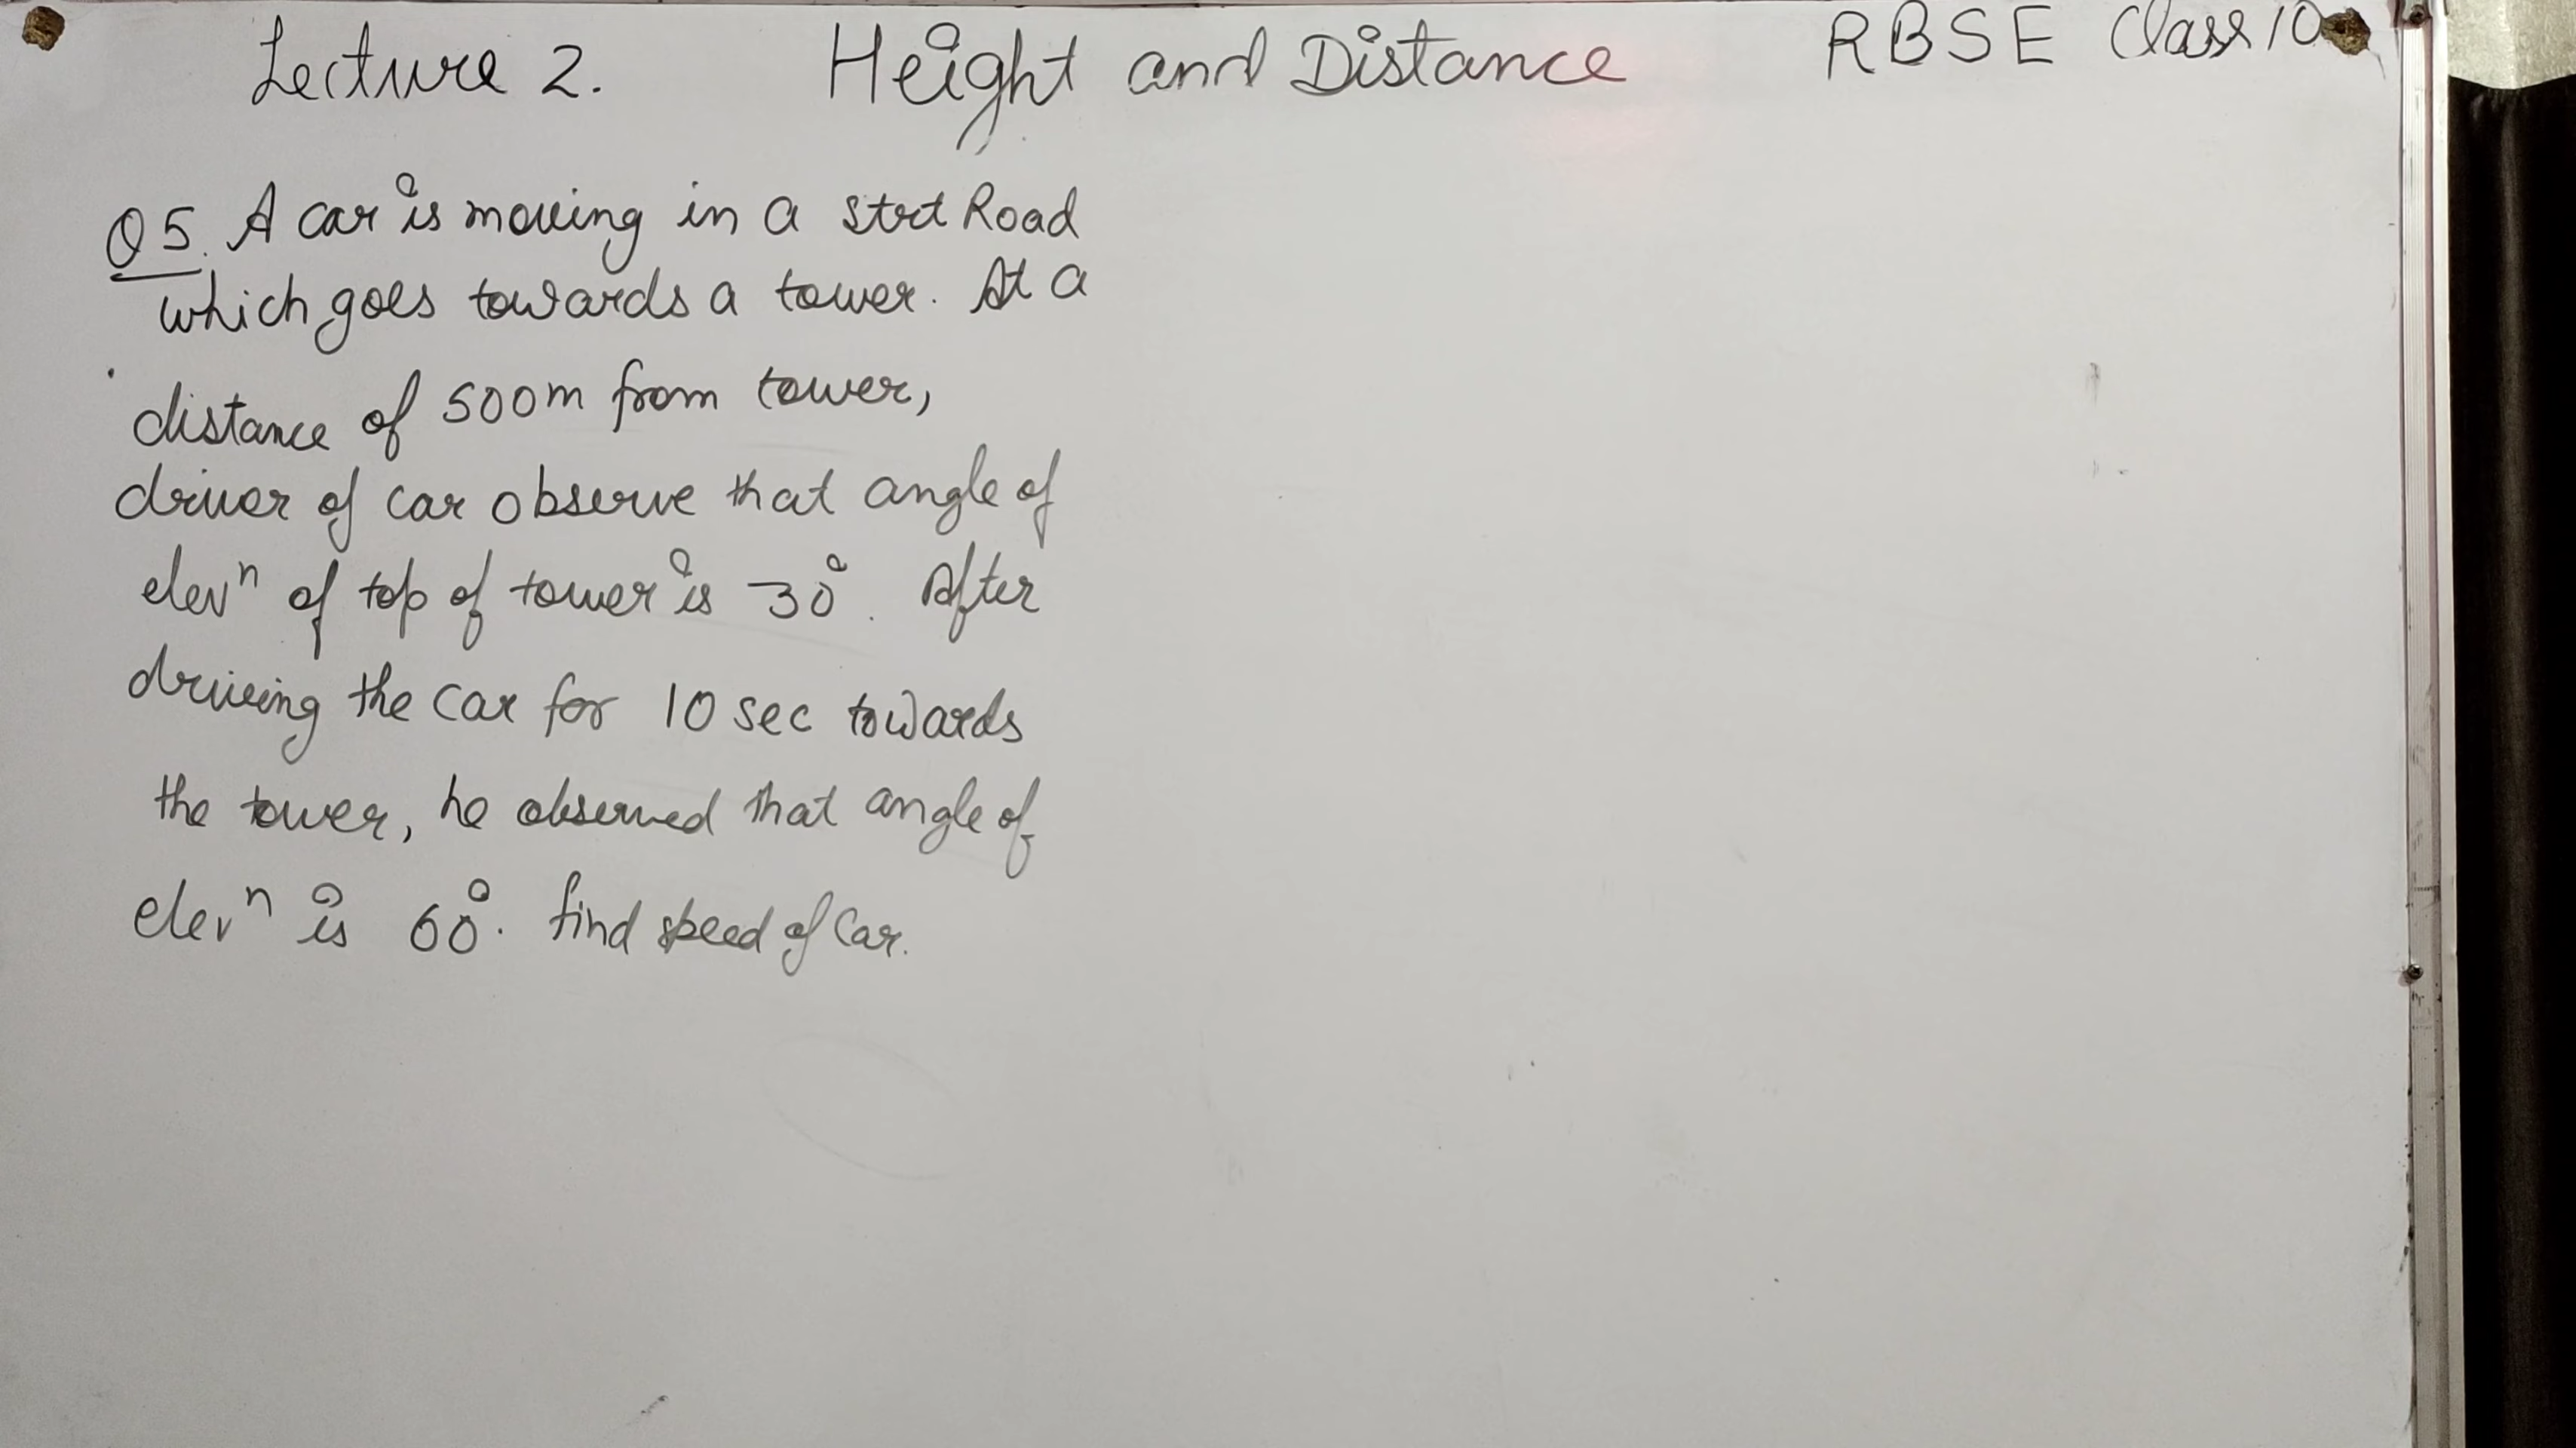 Lecture 2. Height and Distance RBSE Class 10
Q5. A car is moving in a strt Road
which goes towards a tower. At a
distance of 500m from tower,
driver of car observe that angle of
elevⁿ of top of tower is 30°. After
driving the car for 10 sec towards
the tower, he observed that angle of
elevⁿ is 60°. find speed of Car.